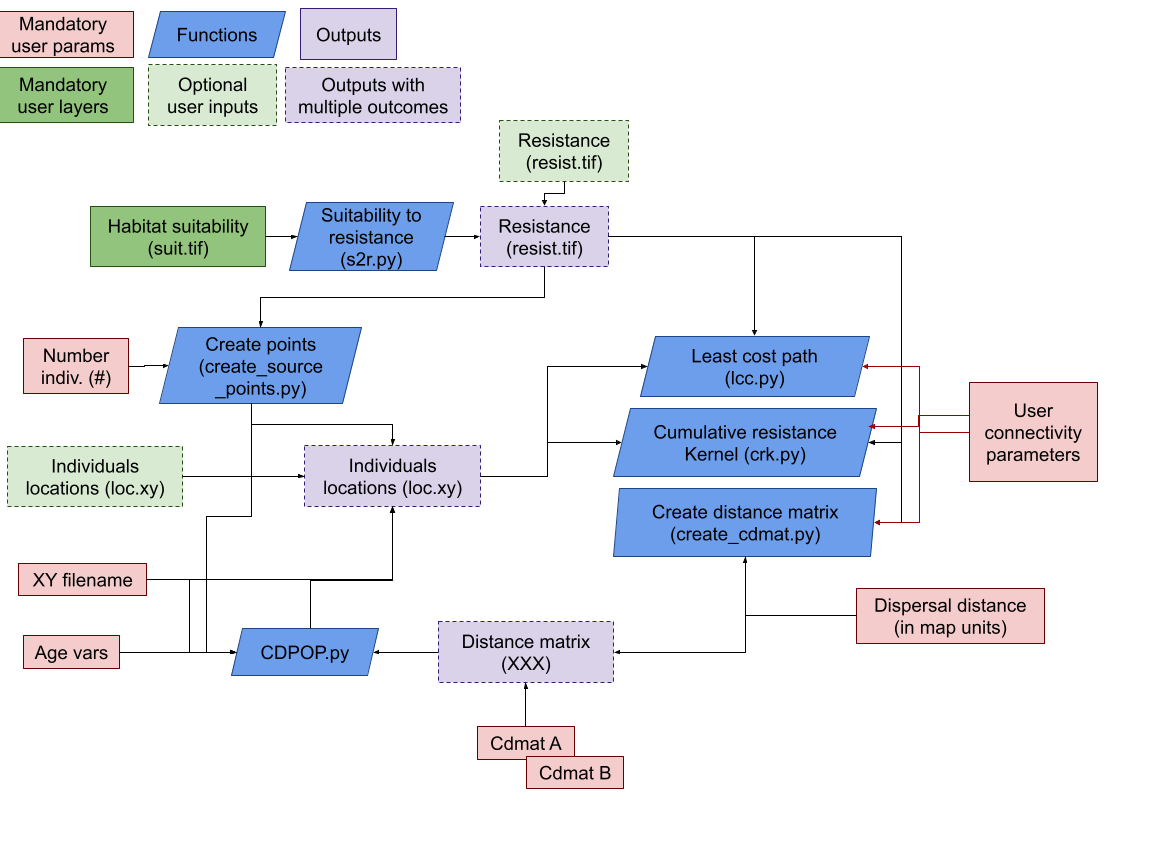 Mandatory
user params
Functions
Outputs
Mandatory
user layers
Optional
user inputs
Outputs with
multiple outcomes
Resistance
(resist.tif)
Habitat suitability
(suit.tif)
Suitability to
resistance
(s2r.py)
Resistance
(resist.tif)
Number
indiv. (#)
Create points
(create_source
_points.py)
Least cost path
(lcc.py)
User
connectivity
parameters
Cumulative resistance
Kernel (crk.py)
Individuals
locations (loc.xy)
Individuals
locations (loc.xy)
Create distance matrix
(create_cdmat.py)
XY filename
Dispersal distance
(in map units)
Age vars
CDPOP.py
Distance matrix
(XXX)
Cdmat A
Cdmat B